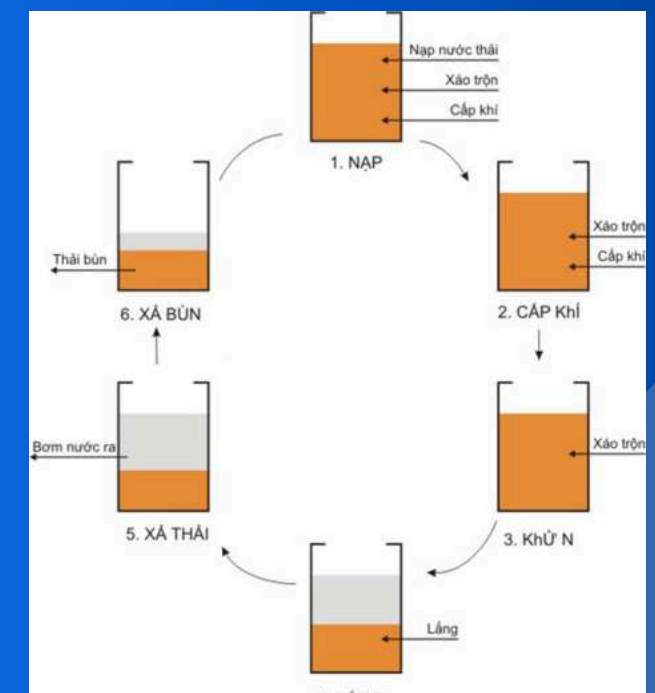 Nạp nước thải
Xáo trộn
Cấp khí
1. NẠP
Xáo trộn
Cấp khí
2. CẤP KhÍ
Xáo trộn
3. KhỬ N
Lắng
5. XẢ THẢI
Bơm nước ra
6. XẢ BÙN
Thải bùn